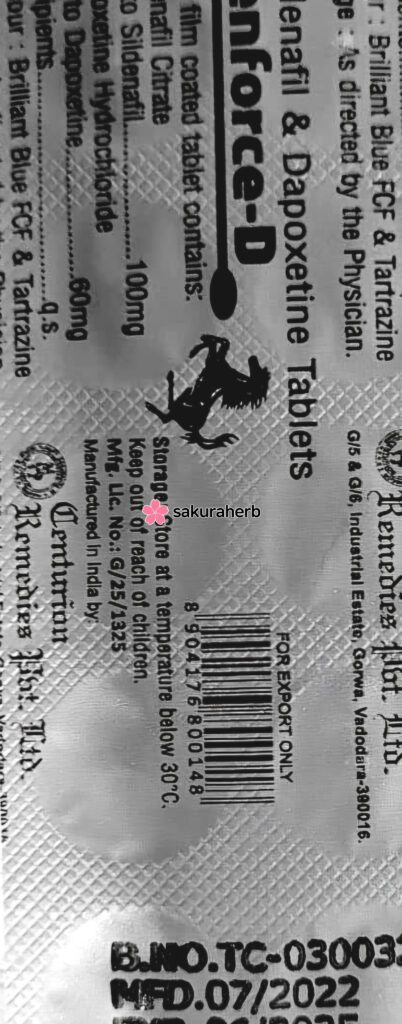 our : Brilliant Blue FCF & Tartrazine
ge : As directed by the Physician.
denafil & Dapoxetine Tablets
enforce-D
film coated tablet contains:
nafil Citrate
to Sildenafil...................100mg
oxetine Hydrochloride
to Dapoxetine..............60mg
ipients.........................q.s.
our : Brilliant Blue FCF & Tartrazine
Remedies Pvt. Ltd.
G/5 & G/6, Industrial Estate, Gorwa, Vadodara-390016.
FOR EXPORT ONLY
8 904176 800148
Storage: Store at a temperature below 30°C.
Keep out of reach of children.
Mfg. Lic. No.: G/25/1325
Manufactured in India by:
Centurion
Remedies Pvt. Ltd.
sakuraherb
B.NO.TC-03003
MFD.07/2022